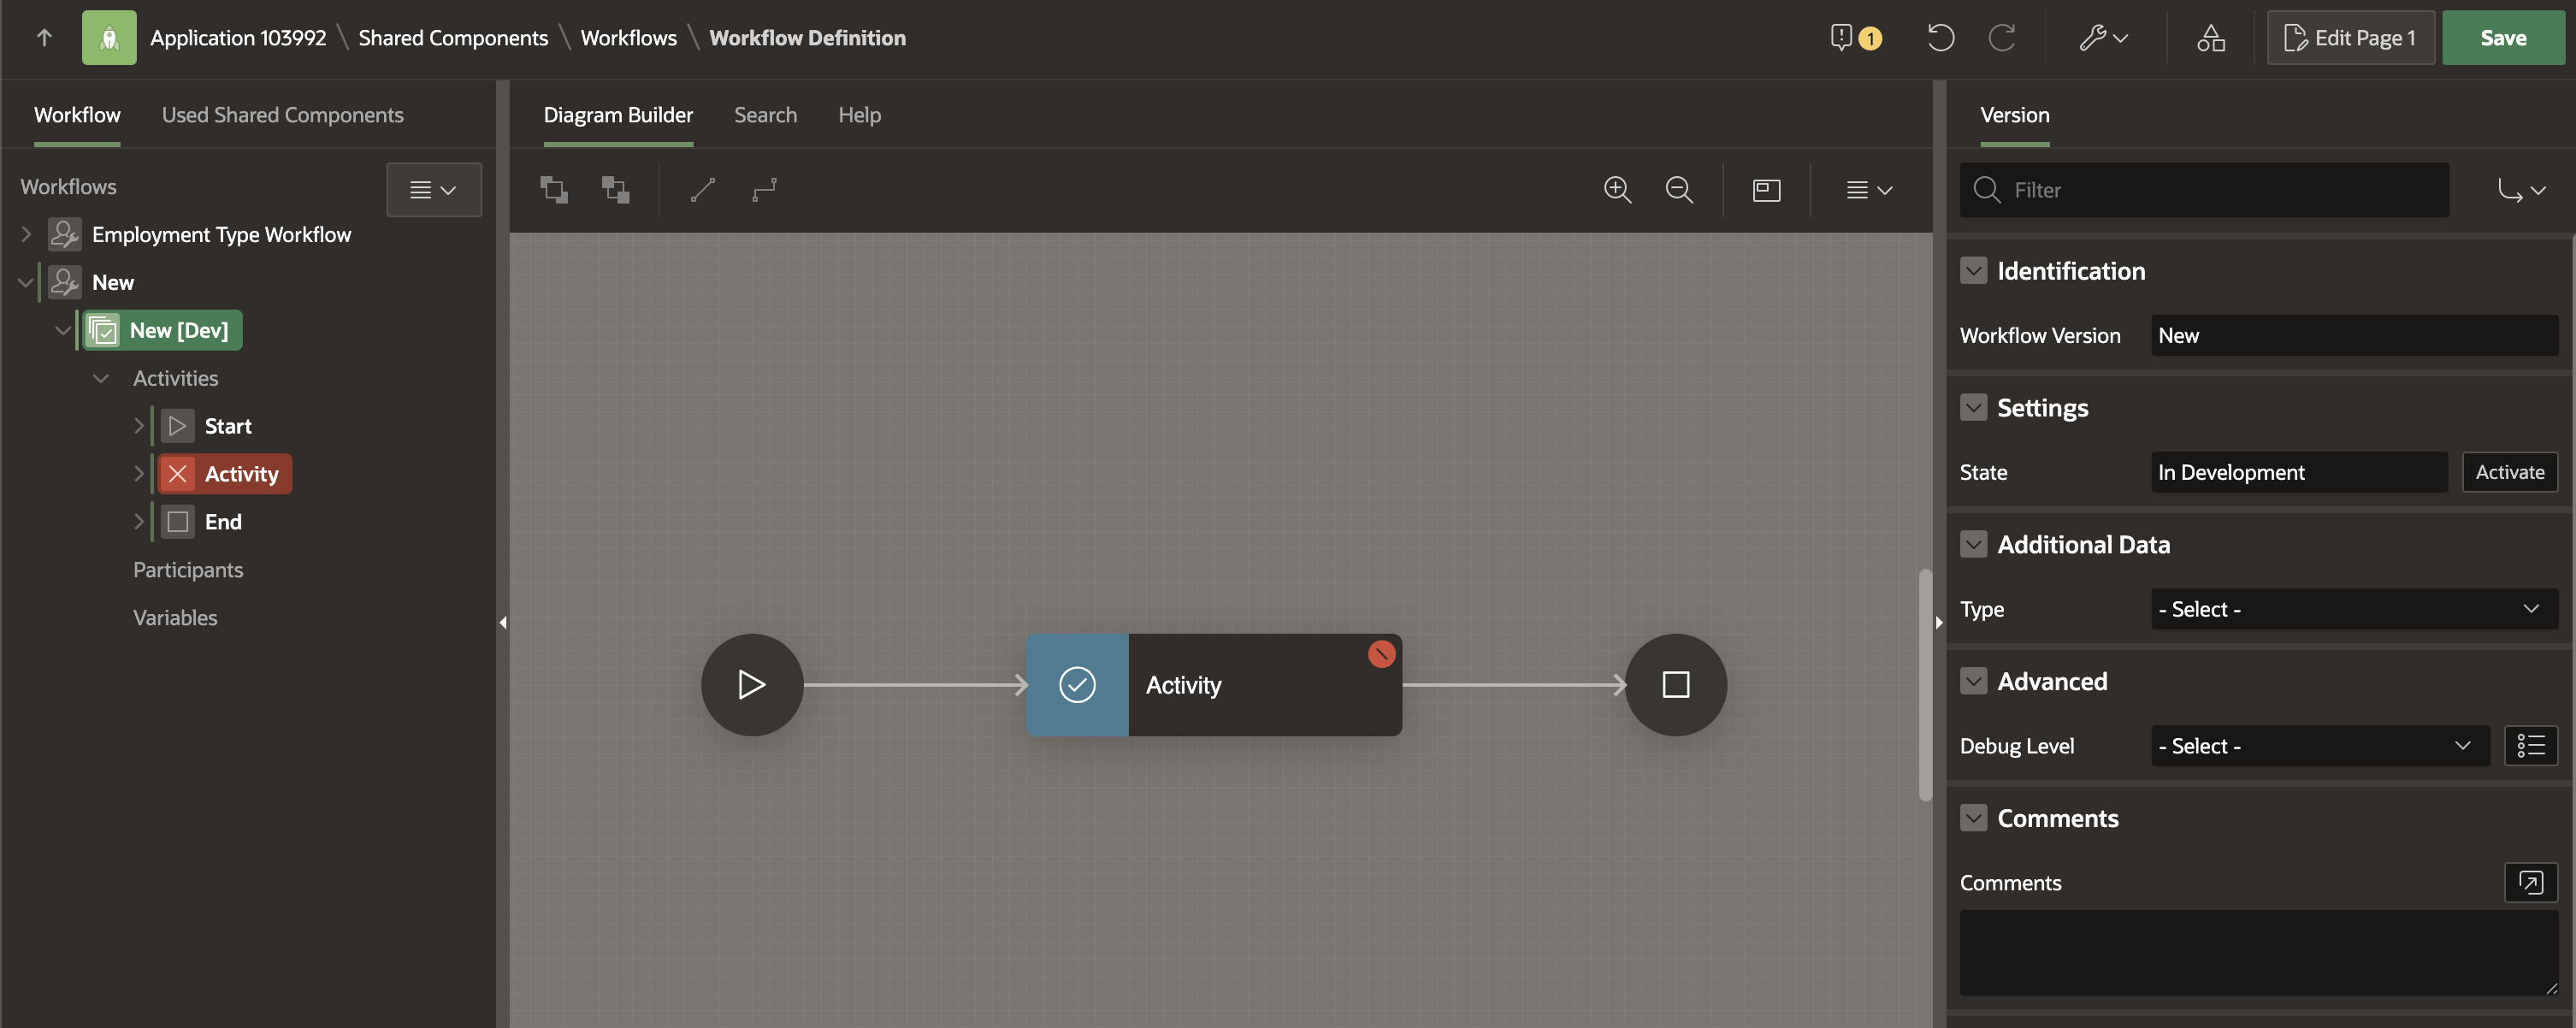 Application 103992 \ Shared Components \ Workflows \ Workflow Definition
1
Edit Page 1
Save
Workflow
Used Shared Components
Workflows
Employment Type Workflow
New
New [Dev]
Activities
Start
Activity
End
Participants
Variables
Diagram Builder
Search
Help
Activity
Version
Filter
Identification
Workflow Version New
Settings
State In Development Activate
Additional Data
Type - Select -
Advanced
Debug Level - Select -
Comments
Comments